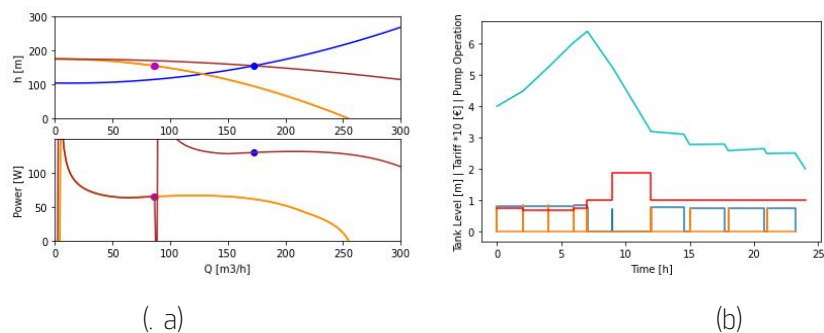 300
200
100
0
h [m]
0 50 100 150 200 250 300
100
50
0
Power [W]
0 50 100 150 200 250 300
Q [m3/h]
(. a)
6
5
4
3
2
1
0
Tank Level [m] | Tariff *10 [€] | Pump Operation
0 5 10 15 20 25
Time [h]
(b)